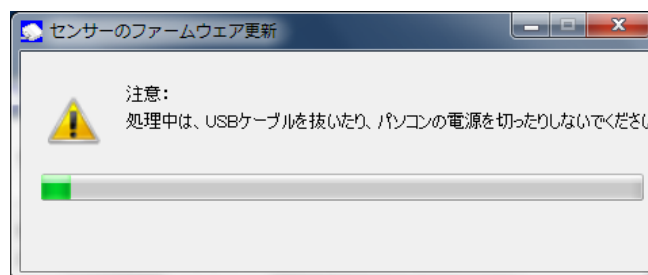 センサーのファームウェア更新
注意:
処理中は、USBケーブルを抜いたり、パソコンの電源を切ったりしないでください